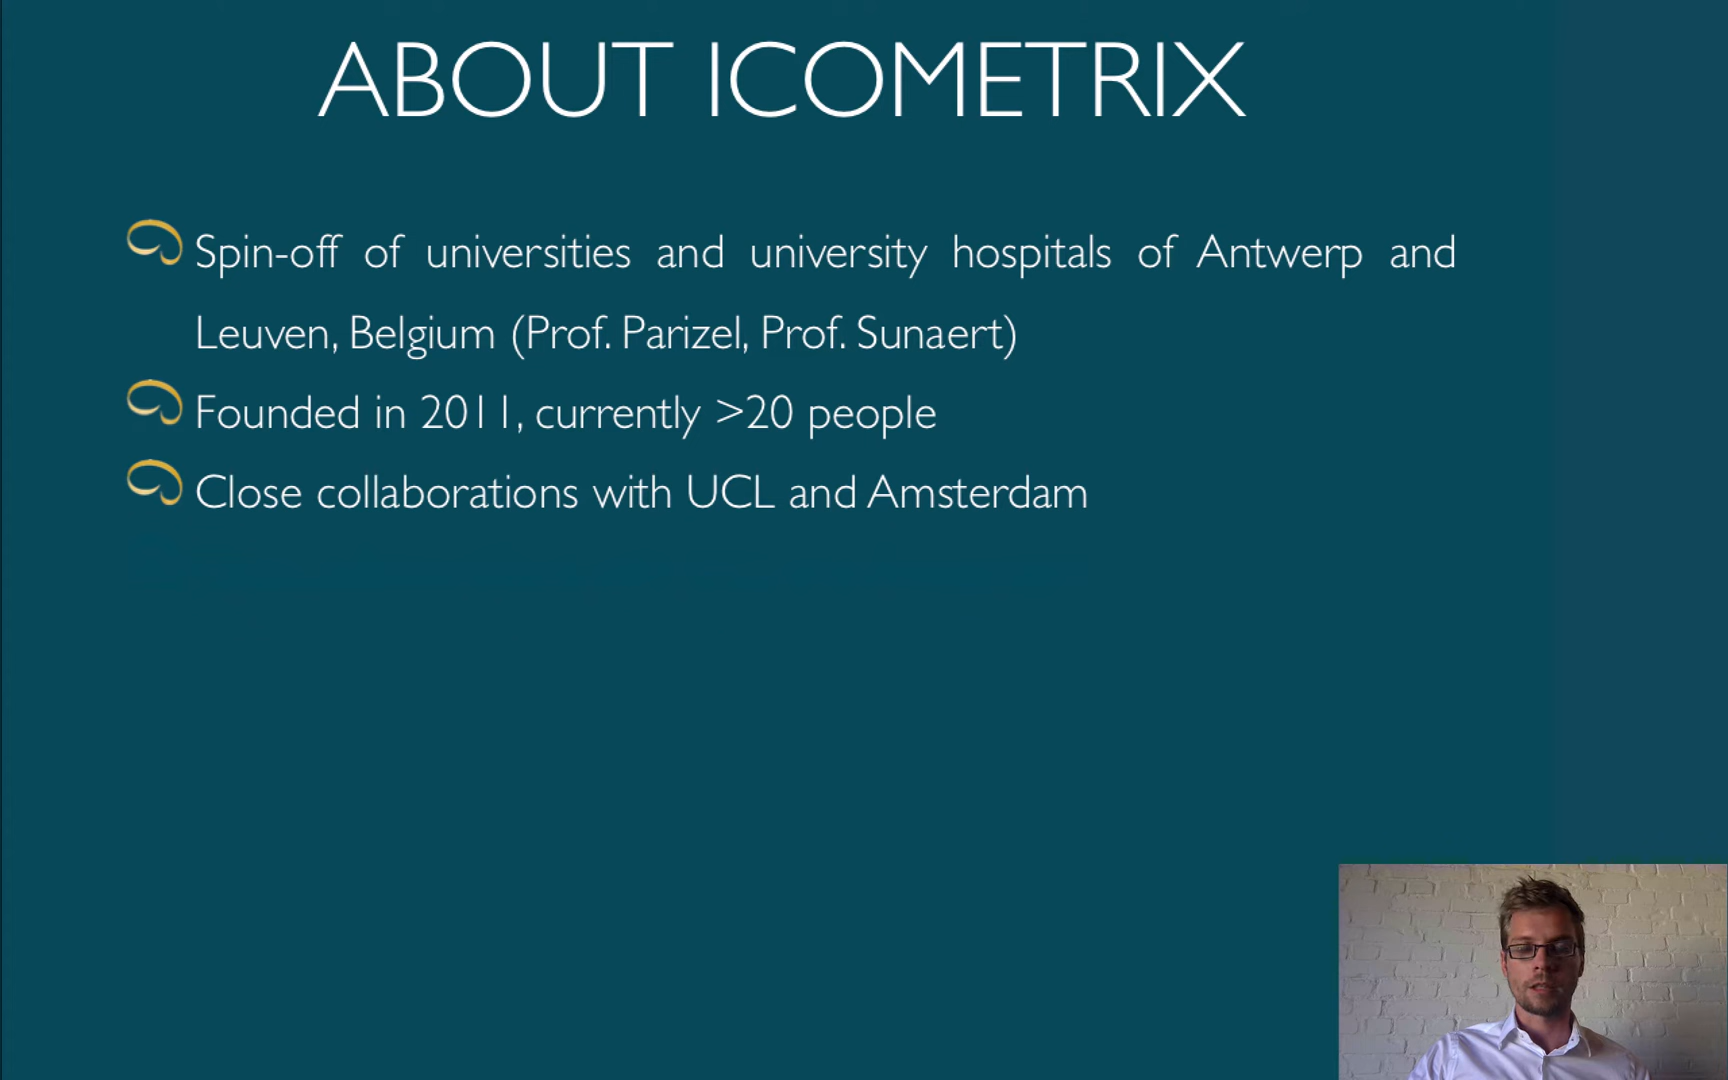 ABOUT ICOMETRIX
Spin-off of universities and university hospitals of Antwerp and
Leuven, Belgium (Prof. Parizel, Prof. Sunaert)
Founded in 2011, currently >20 people
Close collaborations with UCL and Amsterdam